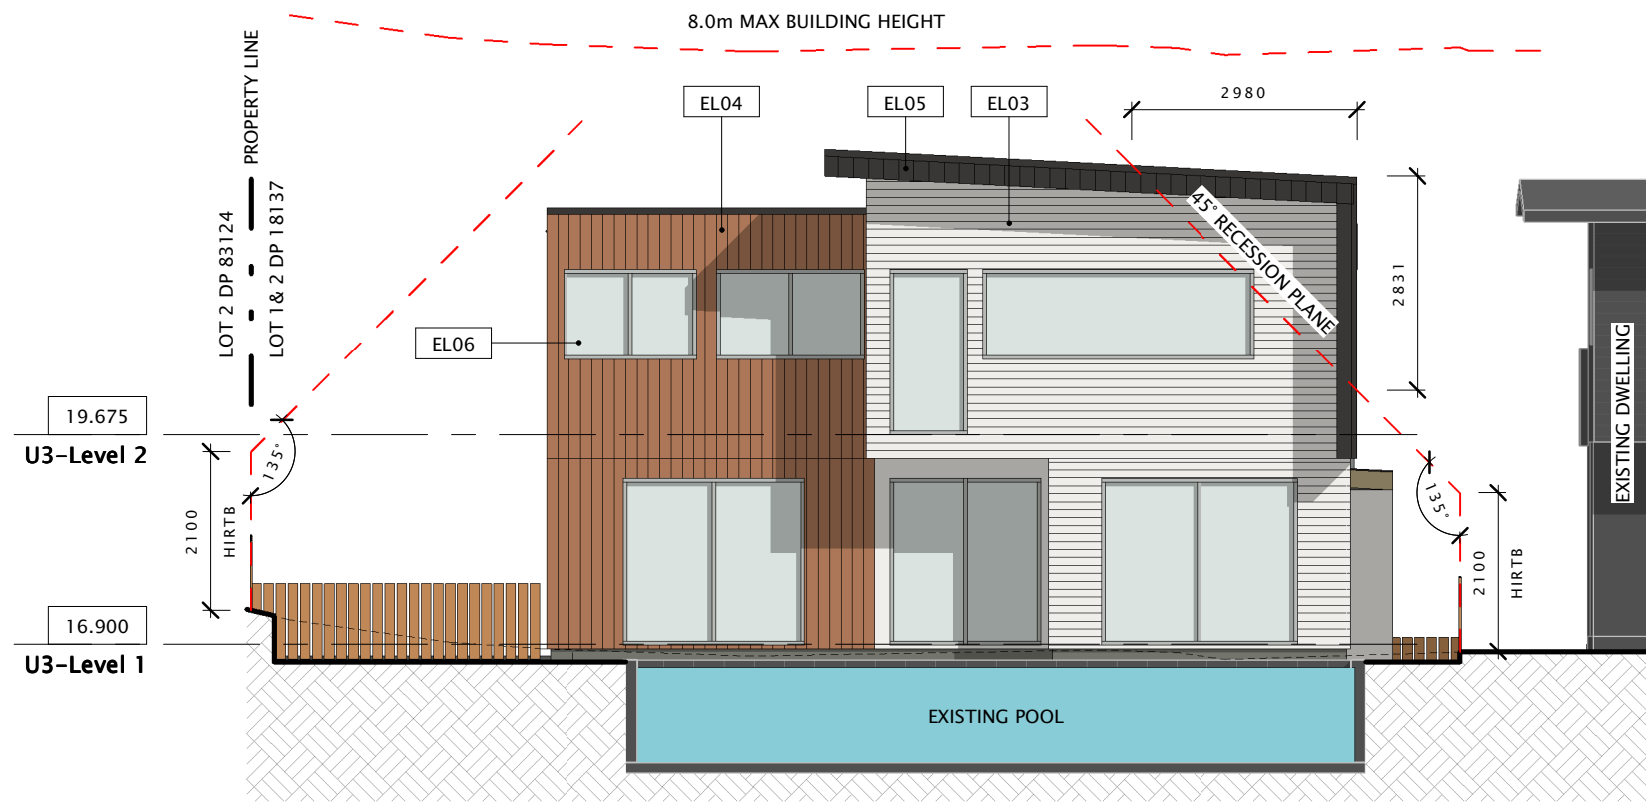 8.0m MAX BUILDING HEIGHT
PROPERTY LINE
LOT 2 DP 83124
LOT 1& 2 DP 18137
EL04
EL05
EL03
2980
45° RECESSION PLANE
2831
EL06
EXISTING DWELLING
19.675
U3-Level 2
135°
2100
HIRTB
135°
2100
HIRTB
16.900
U3-Level 1
EXISTING POOL